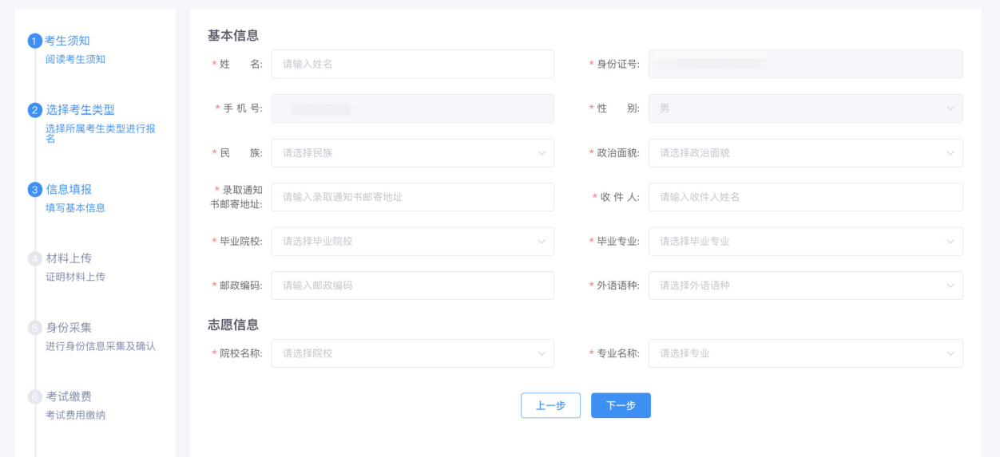 1 考生须知
阅读考生须知
2 选择考生类型
选择所属考生类型进行报
名
3 信息填报
填写基本信息
4 材料上传
证明材料上传
5 身份采集
进行身份信息采集及确认
6 考试缴费
考试费用缴纳
基本信息
* 姓 名: 请输入姓名 * 身份证号:
* 手 机 号: * 性 别: 男
* 民 族: 请选择民族 * 政治面貌: 请选择政治面貌
* 录取通知
书邮寄地址: 请输入录取通知书邮寄地址 * 收 件 人: 请输入收件人姓名
* 毕业院校: 请选择毕业院校 * 毕业专业: 请选择毕业专业
* 邮政编码: 请输入邮政编码 * 外语语种: 请选择外语语种
志愿信息
* 院校名称: 请选择院校 * 专业名称: 请选择专业
上一步 下一步